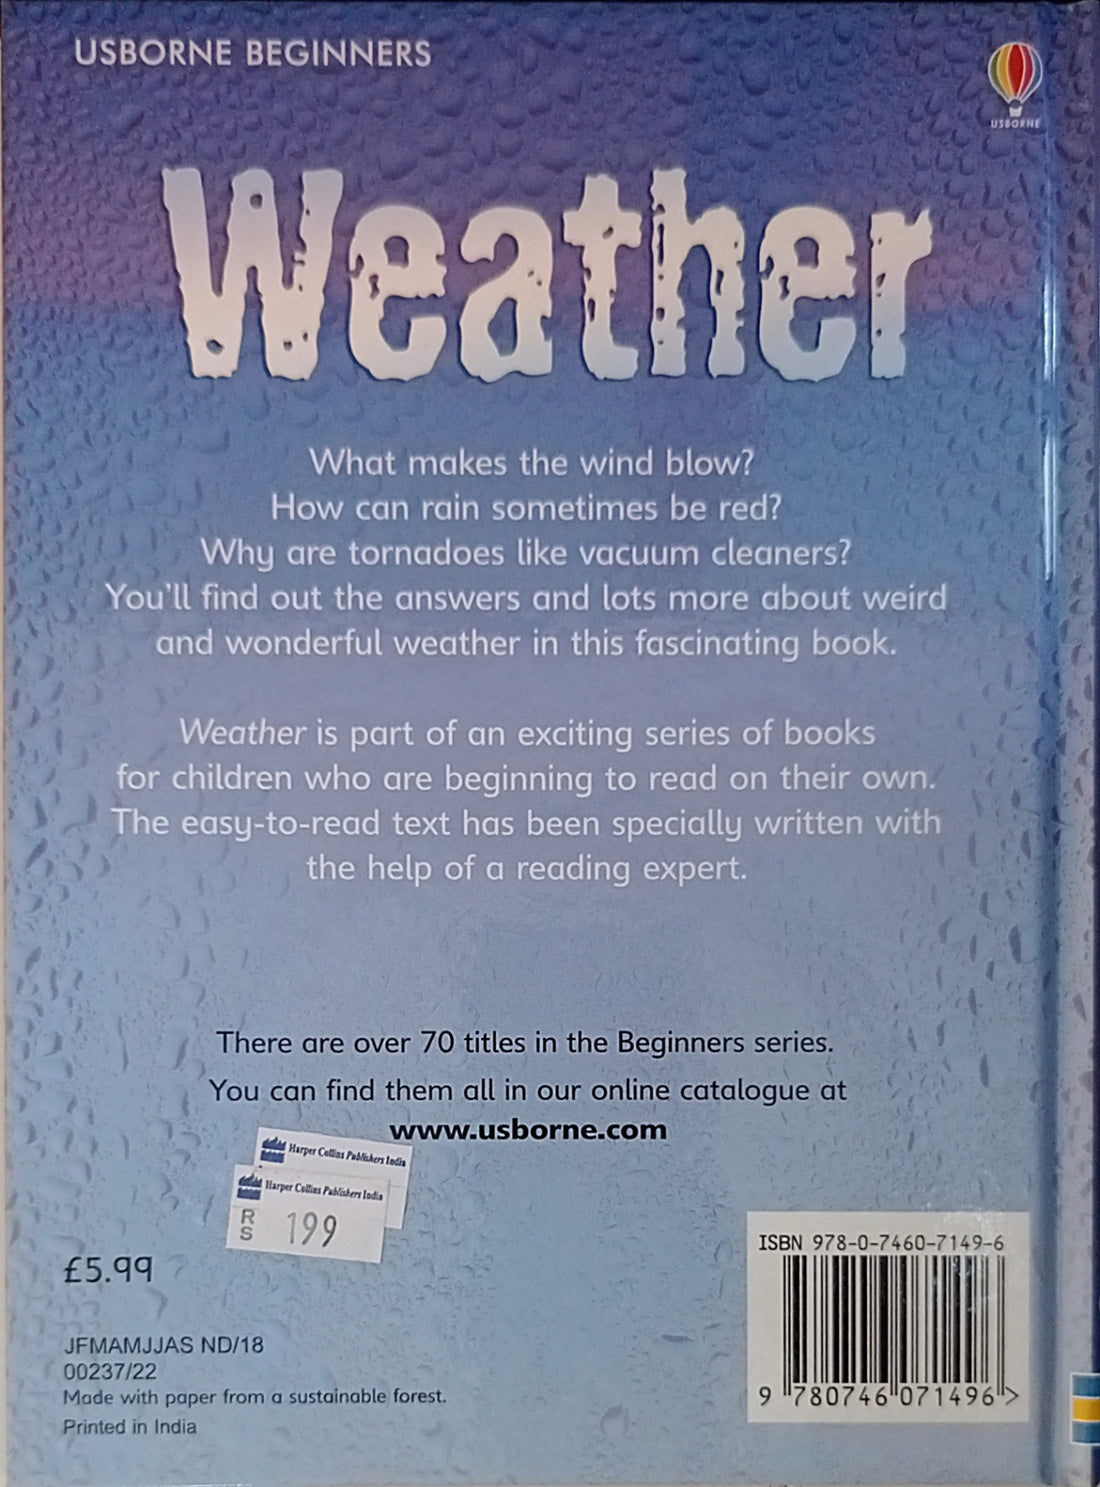 USBORNE BEGINNERS
USBORNE
Weather
What makes the wind blow?
How can rain sometimes be red?
Why are tornadoes like vacuum cleaners?
You'll find out the answers and lots more about weird
and wonderful weather in this fascinating book.
Weather is part of an exciting series of books
for children who are beginning to read on their own.
The easy-to-read text has been specially written with
the help of a reading expert.
There are over 70 titles in the Beginners series.
You can find them all in our online catalogue at
www.usborne.com
Harper Collins Publishers India
Harper Collins Publishers India
RS 199
£5.99
JFMAMJJAS ND/18
00237/22
Made with paper from a sustainable forest.
Printed in India
ISBN 978-0-7460-7149-6
9 780746 071496 >